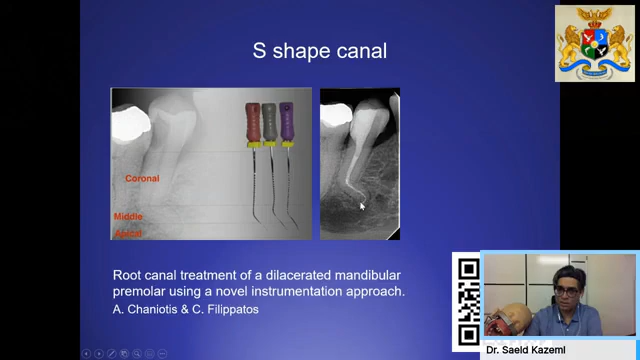 S shape canal
Coronal
Middle
Apical
Root canal treatment of a dilacerated mandibular
premolar using a novel instrumentation approach.
A. Chaniotis & C. Filippatos
Dr. Saeid Kazemi